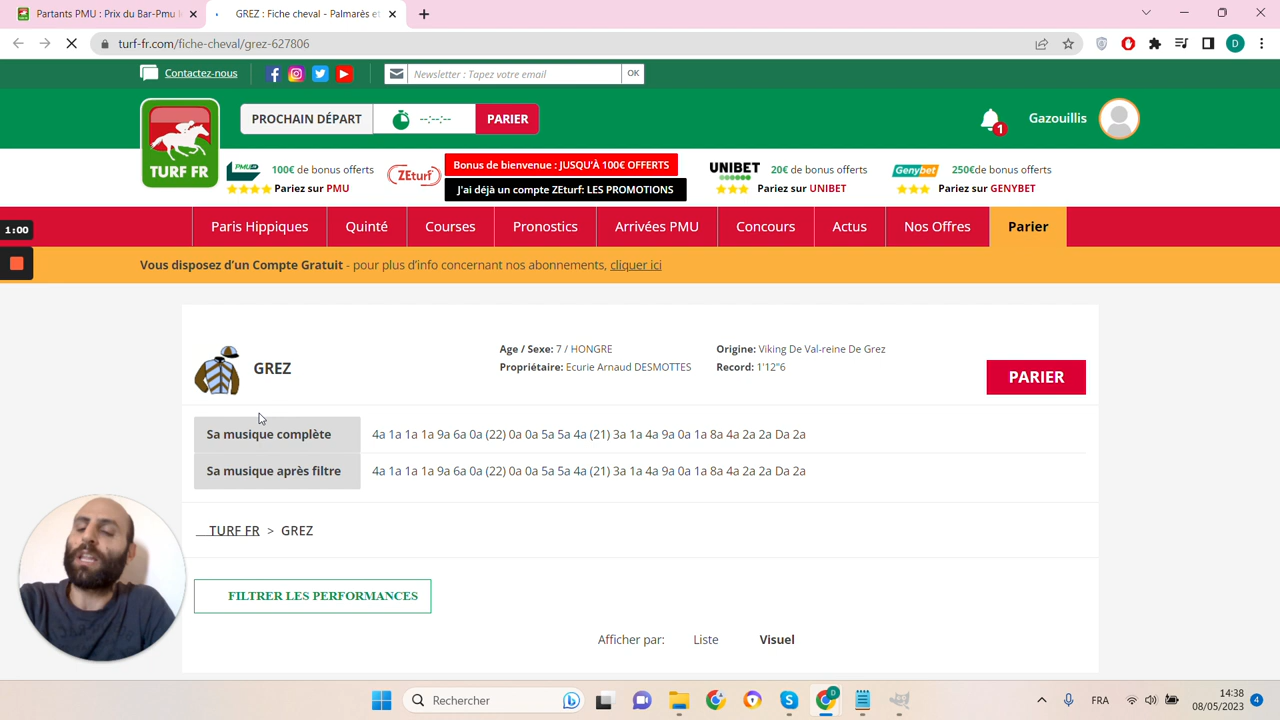 Partants PMU : Prix du Bar-Pmu
GREZ : Fiche cheval - Palmarès et
turf-fr.com/fiche-cheval/grez-627806
D
Contactez-nous
Newsletter : Tapez votre email
OK
PROCHAIN DÉPART
--:--:--
PARIER
1
Gazouillis
TURF FR
PMU
100€ de bonus offerts
Pariez sur PMU
ZEturf
Bonus de bienvenue : JUSQU'À 100€ OFFERTS
J'ai déjà un compte ZEturf: LES PROMOTIONS
UNIBET
20€ de bonus offerts
Pariez sur UNIBET
Genybet
250€de bonus offerts
Pariez sur GENYBET
1:00
Paris Hippiques
Quinté
Courses
Pronostics
Arrivées PMU
Concours
Actus
Nos Offres
Parier
Vous disposez d'un Compte Gratuit - pour plus d'info concernant nos abonnements, cliquer ici
GREZ
Age / Sexe: 7 / HONGRE
Propriétaire: Ecurie Arnaud DESMOTTES
Origine: Viking De Val-reine De Grez
Record: 1'12"6
PARIER
Sa musique complète
4a 1a 1a 1a 9a 6a 0a (22) 0a 0a 5a 5a 4a (21) 3a 1a 4a 9a 0a 1a 8a 4a 2a 2a Da 2a
Sa musique après filtre
4a 1a 1a 1a 9a 6a 0a (22) 0a 0a 5a 5a 4a (21) 3a 1a 4a 9a 0a 1a 8a 4a 2a 2a Da 2a
TURF FR > GREZ
FILTRER LES PERFORMANCES
Afficher par:
Liste
Visuel
Rechercher
FRA
14:38
08/05/2023
4